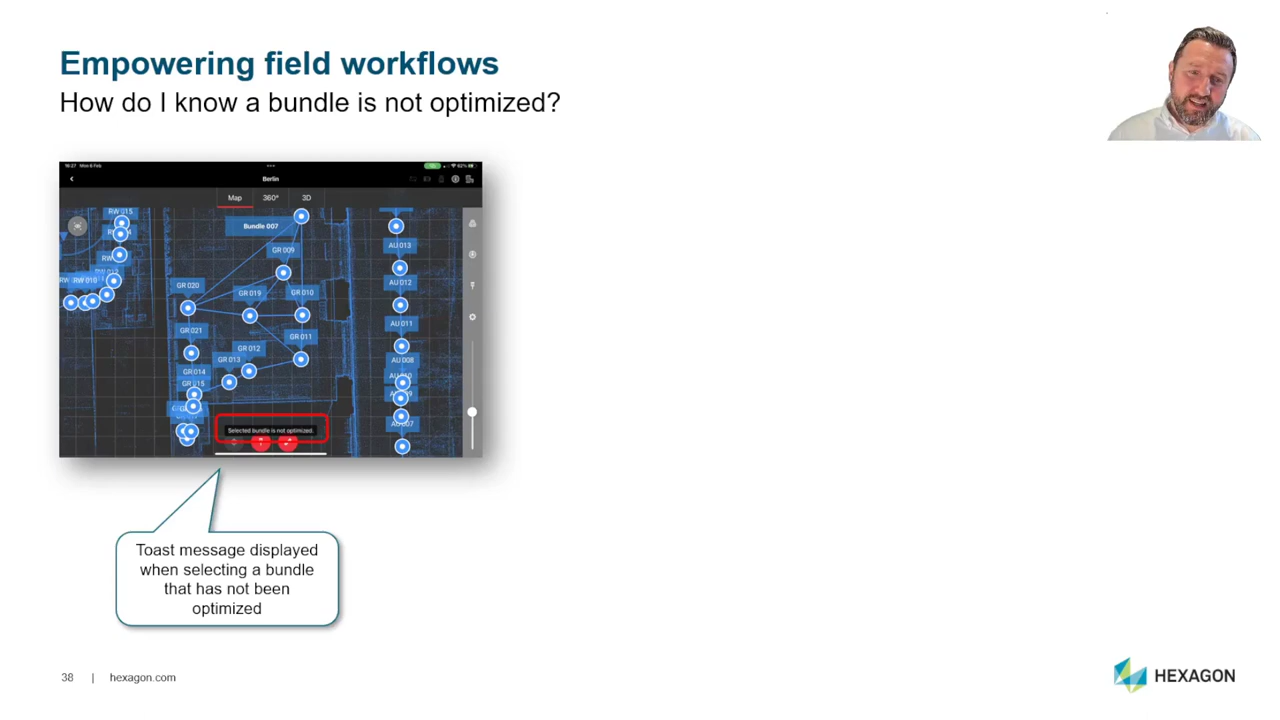 Empowering field workflows
How do I know a bundle is not optimized?
Berlin
Map 360° 3D
RW 015
Bundle 007
GR 009
AU 013
GR 020
GR 019
GR 010
AU 012
RW 010
GR 021
GR 011
AU 011
GR 012
GR 013
AU 008
GR 014
GR 015
Selected bundle is not optimized.
Toast message displayed
when selecting a bundle
that has not been
optimized
38 | hexagon.com
HEXAGON